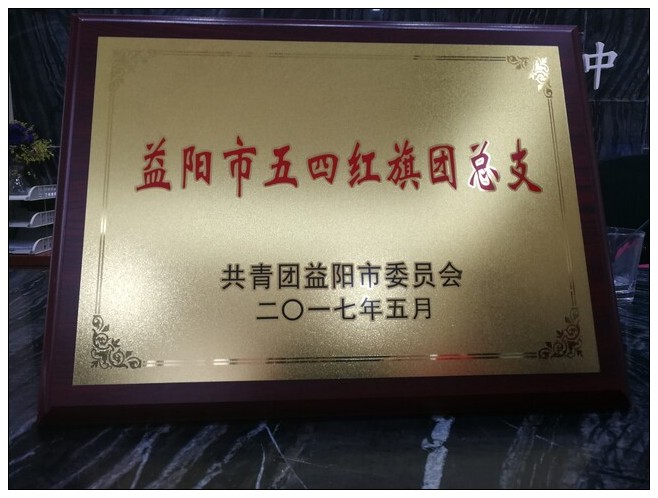 中
益阳市五四红旗团总支
共青团益阳市委员会
二〇一七年五月